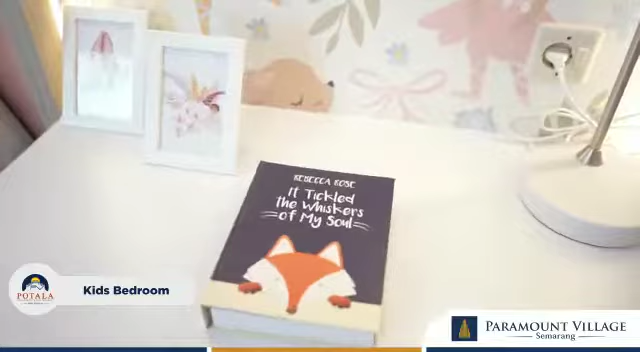 REBECCA ROSE
It Tickled
the Whiskers
of My Soul
POTALA
Kids Bedroom
PARAMOUNT VILLAGE
Semarang